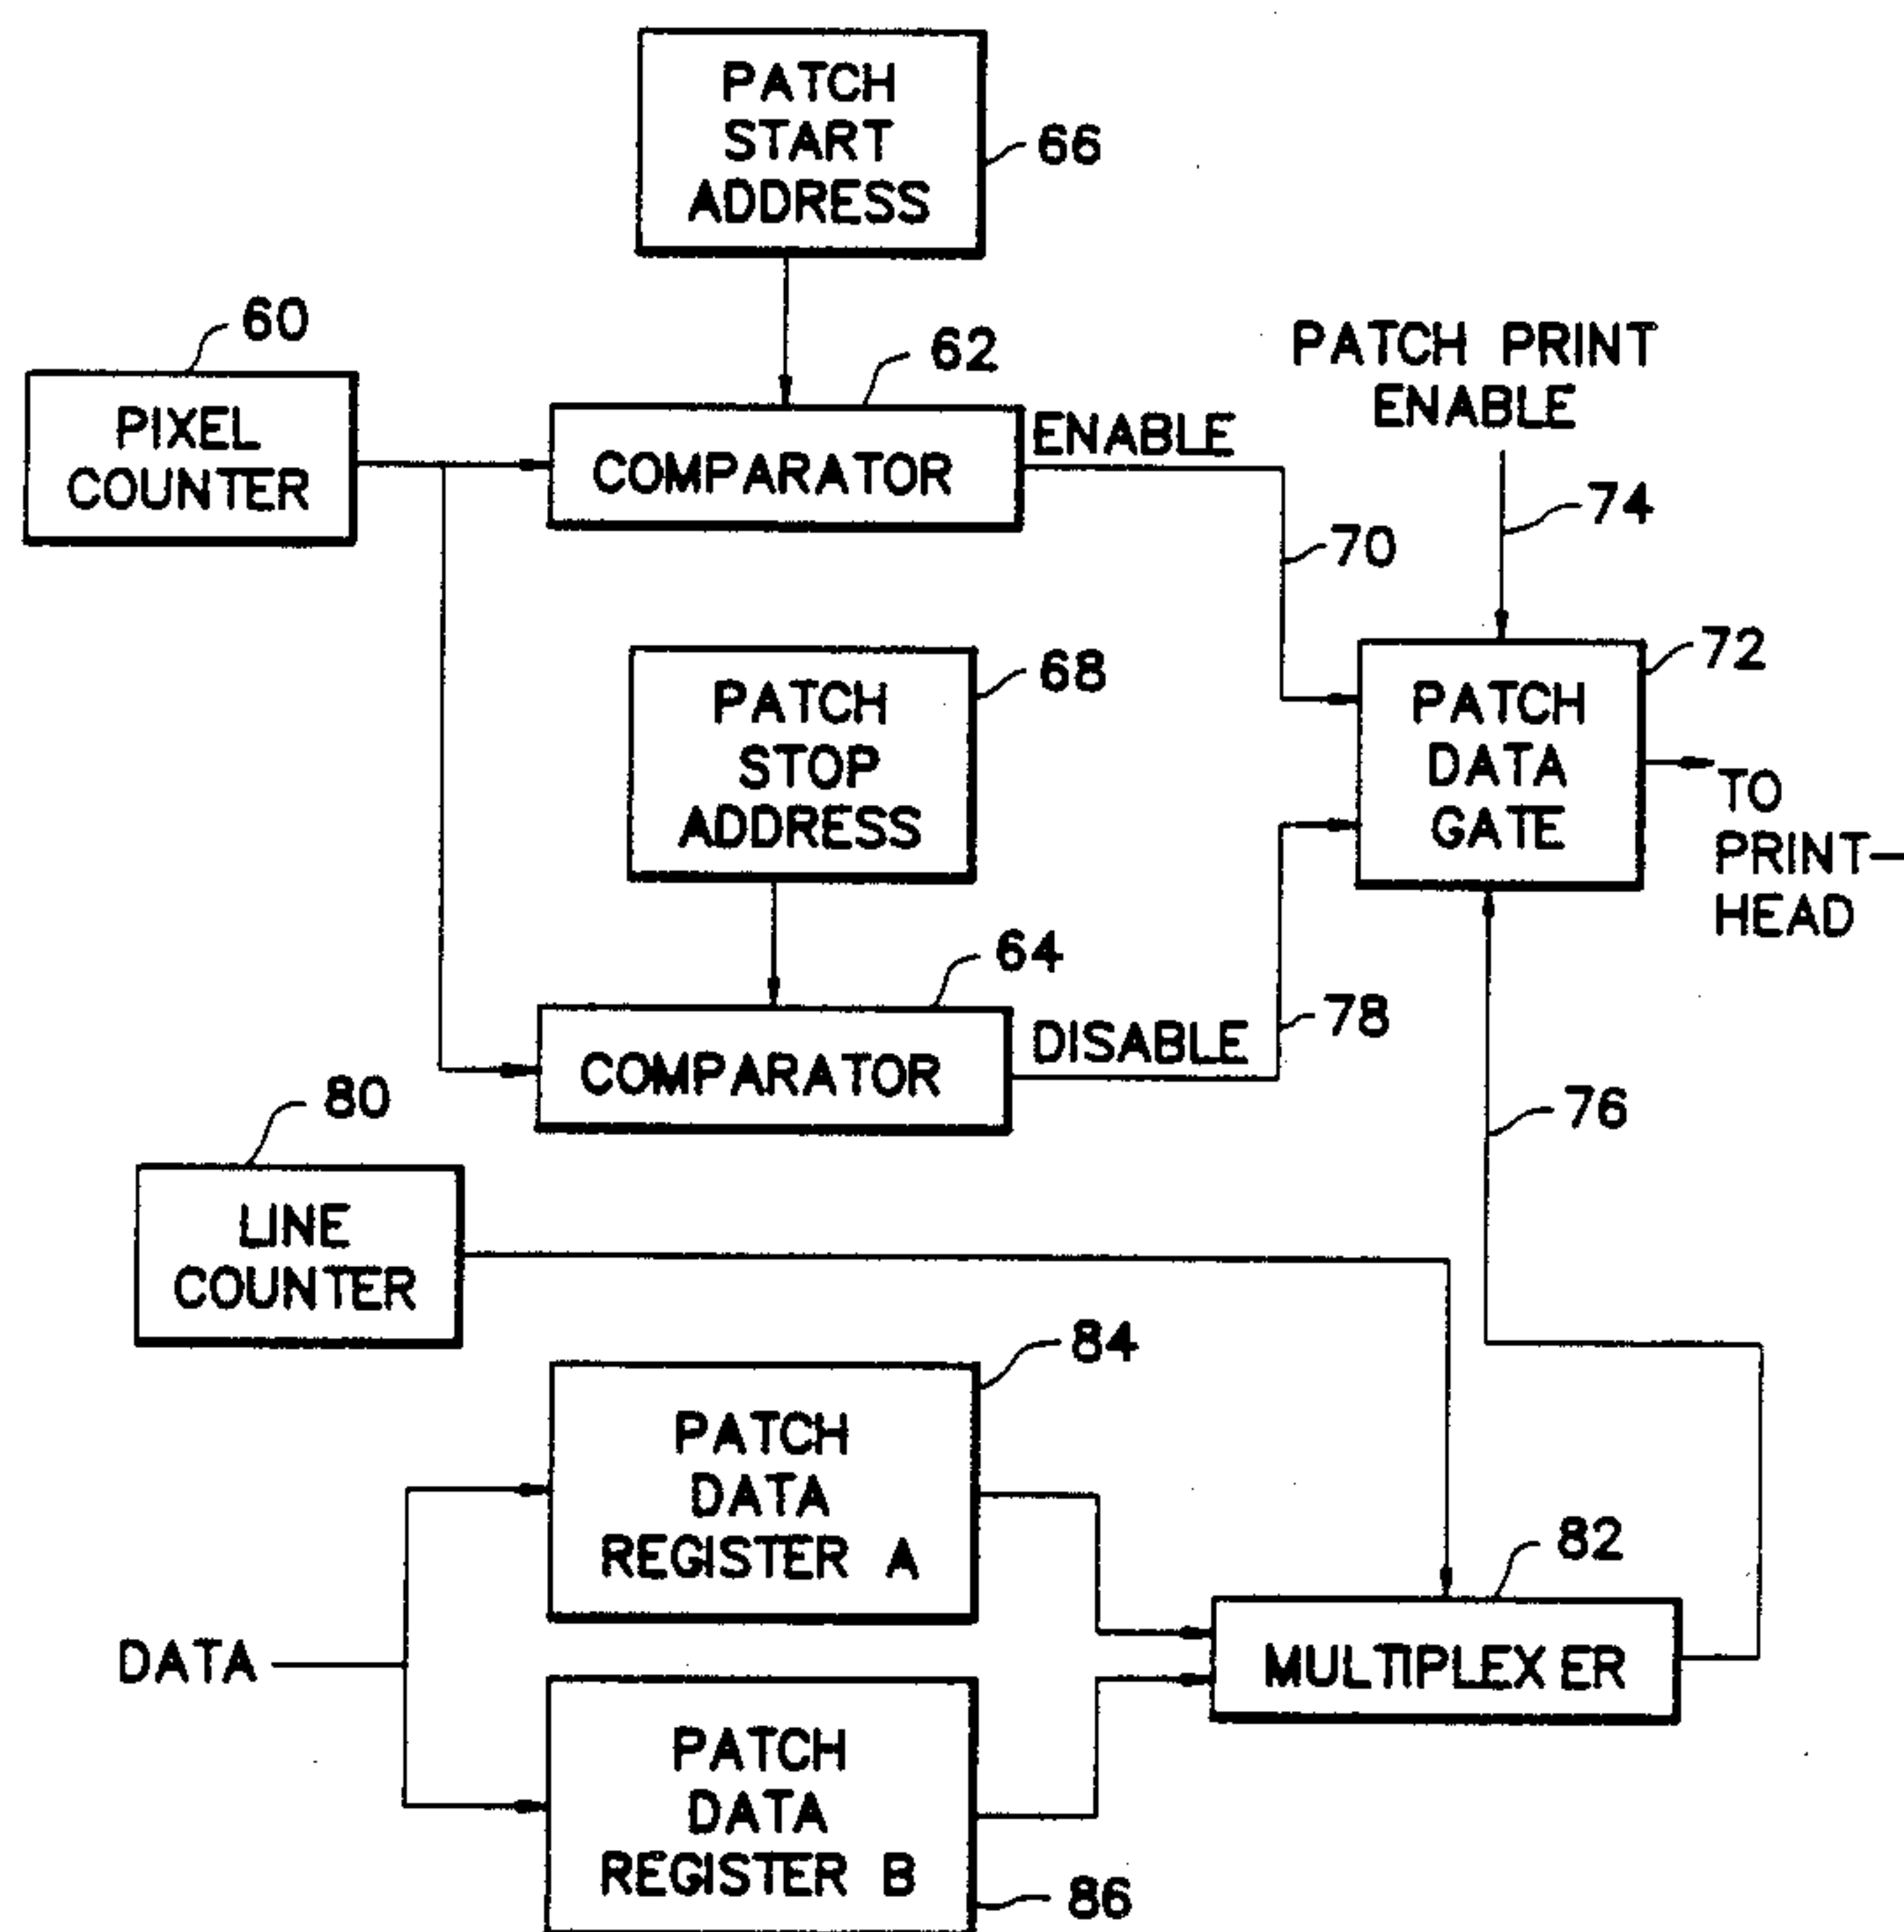 PATCH
START
ADDRESS
66
60
PIXEL
COUNTER
62
COMPARATOR
ENABLE
PATCH PRINT
ENABLE
74
70
68
PATCH
STOP
ADDRESS
72
PATCH
DATA
GATE
TO
PRINT-
HEAD
64
COMPARATOR
DISABLE
78
76
80
LINE
COUNTER
84
PATCH
DATA
REGISTER A
82
MULTIPLEXER
DATA
PATCH
DATA
REGISTER B
86